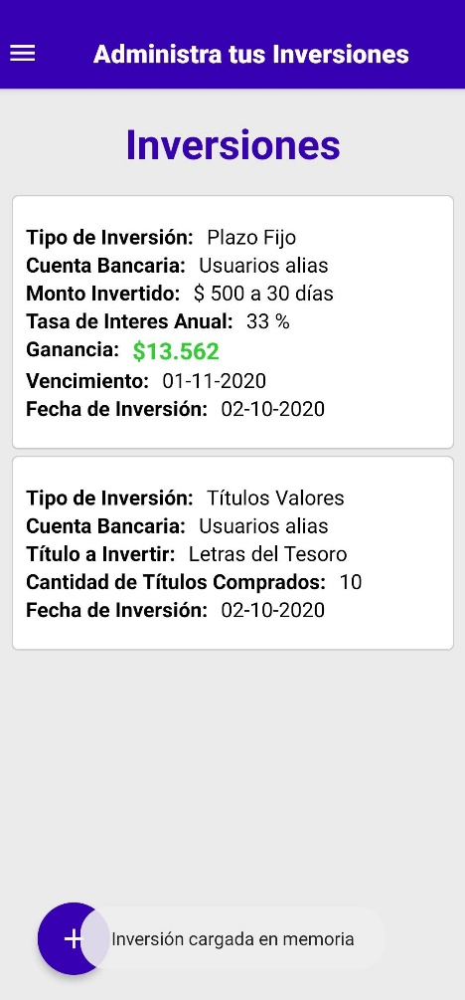 Administra tus Inversiones
Inversiones
Tipo de Inversión: Plazo Fijo
Cuenta Bancaria: Usuarios alias
Monto Invertido: $ 500 a 30 días
Tasa de Interes Anual: 33 %
Ganancia: $13.562
Vencimiento: 01-11-2020
Fecha de Inversión: 02-10-2020
Tipo de Inversión: Títulos Valores
Cuenta Bancaria: Usuarios alias
Título a Invertir: Letras del Tesoro
Cantidad de Títulos Comprados: 10
Fecha de Inversión: 02-10-2020
+ Inversión cargada en memoria